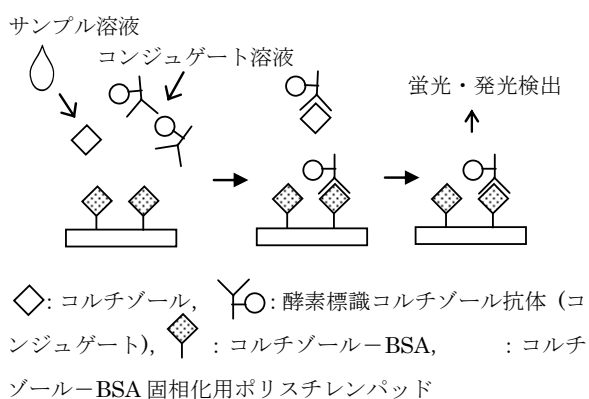 サンプル溶液
コンジュゲート溶液
蛍光・発光検出
: コルチゾール, : 酵素標識コルチゾール抗体 (コ
ンジュゲート), : コルチゾール－BSA, : コルチ
ゾール－BSA 固相化用ポリスチレンパッド